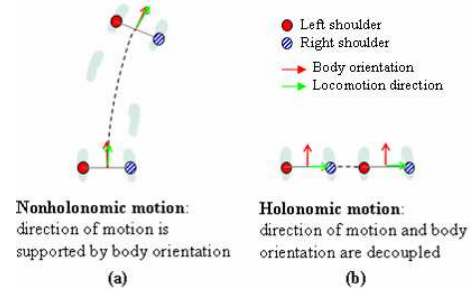 Left shoulder
Right shoulder
Body orientation
Locomotion direction
Nonholonomic motion:
direction of motion is
supported by body orientation
(a)
Holonomic motion:
direction of motion and body
orientation are decoupled
(b)